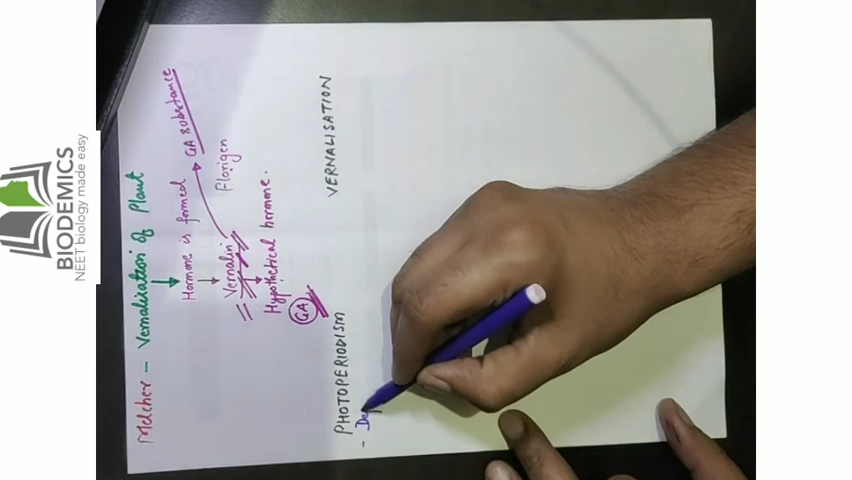 BIODEMICS
NEET biology made easy
Melcher - Vernalisation of Plant
Hormone is formed → GA substance
Vernalin Florigen
Hypothetical hormone.
GA
PHOTOPERIODISM VERNALISATION
- De